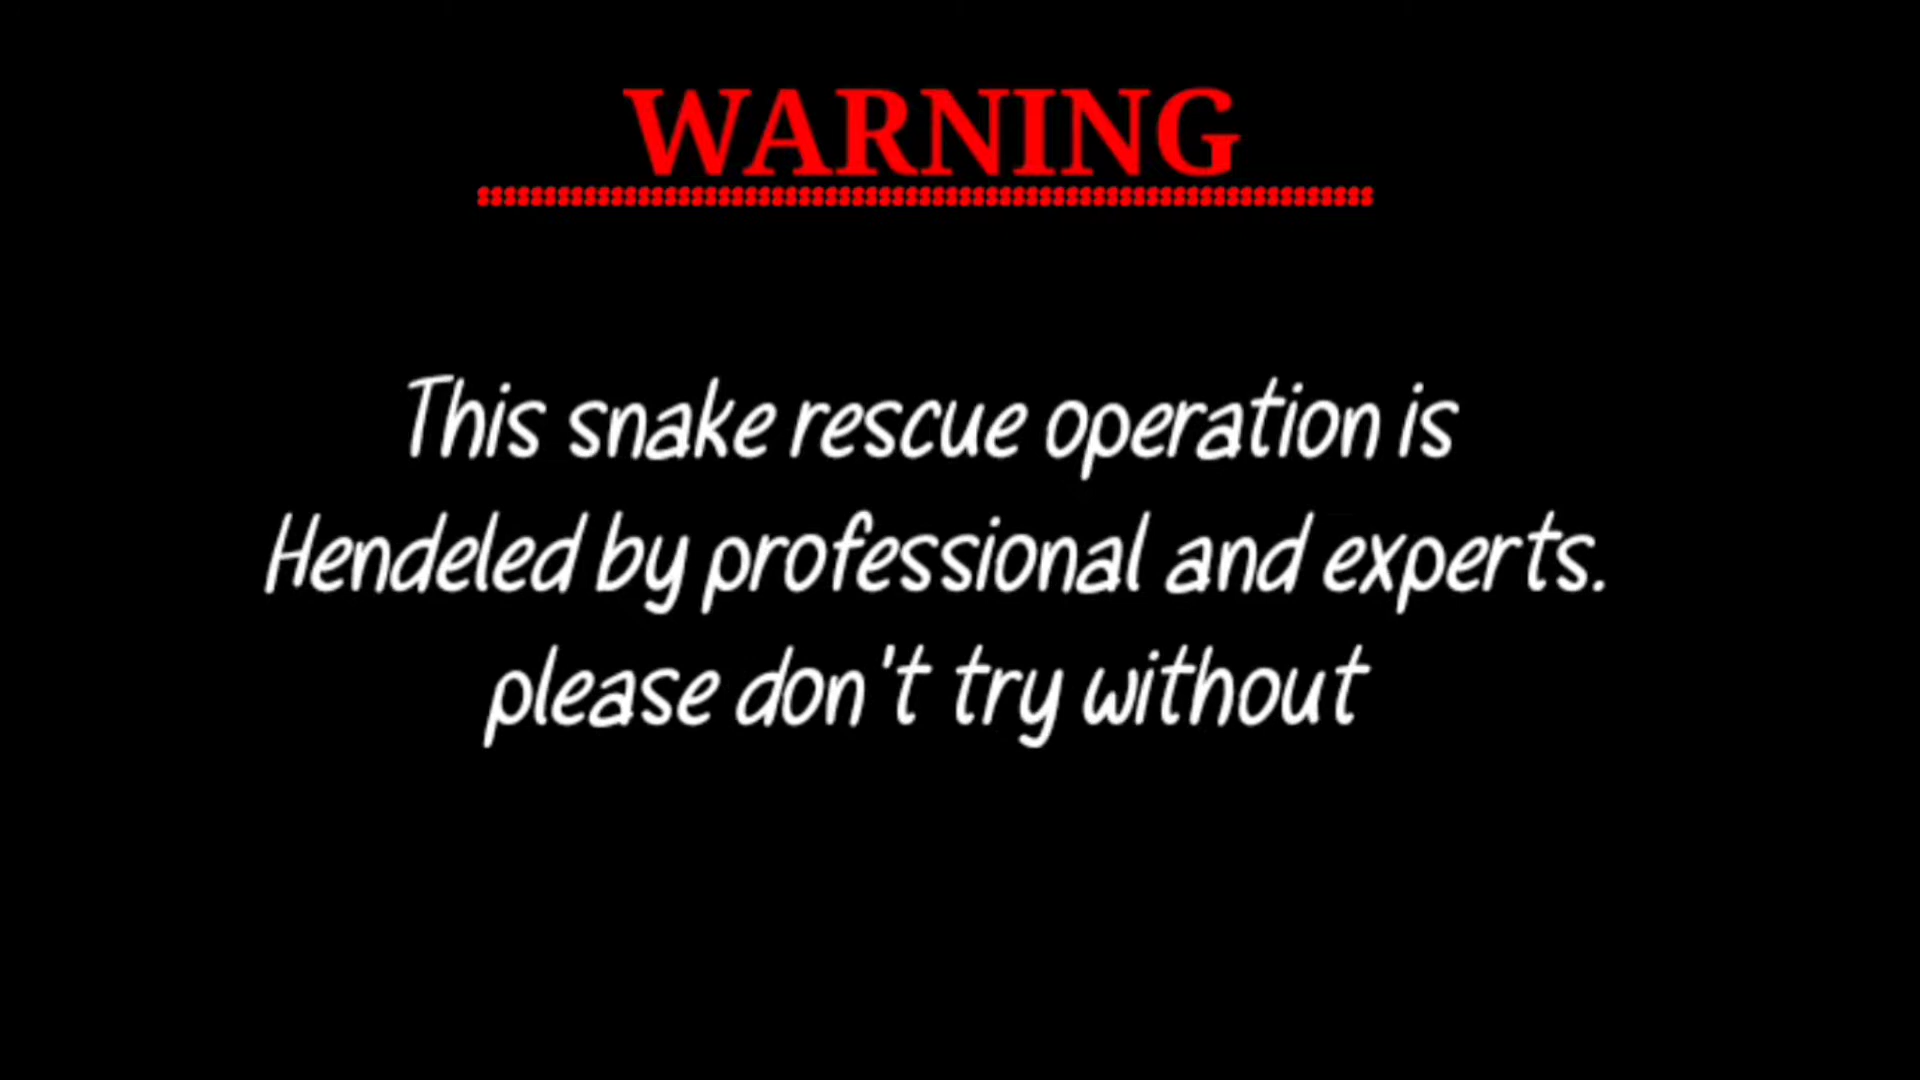 WARNING
This snake rescue operation is
Hendeled by professional and experts.
please don't try without